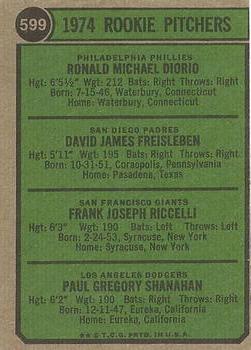 599
1974 ROOKIE PITCHERS
PHILADELPHIA PHILLIES
RONALD MICHAEL DIORIO
Hgt: 6'5½" Wgt: 212 Bats: Right Throws: Right
Born: 7-15-46, Waterbury, Connecticut
Home: Waterbury, Connecticut
SAN DIEGO PADRES
DAVID JAMES FREISLEBEN
Hgt: 5'11" Wgt: 195 Bats: Right Throws: Right
Born: 10-31-51, Coraopolis, Pennsylvania
Home: Pasadena, Texas
SAN FRANCISCO GIANTS
FRANK JOSEPH RICCELLI
Hgt: 6'3" Wgt: 190 Bats: Left Throws: Left
Born: 2-24-53, Syracuse, New York
Home: Syracuse, New York
LOS ANGELES DODGERS
PAUL GREGORY SHANAHAN
Hgt: 6'2" Wgt: 190 Bats: Right Throws: Right
Born: 12-11-47, Eureka, California
Home: Eureka, California
** © T.C.G. PRTD. IN U.S.A.